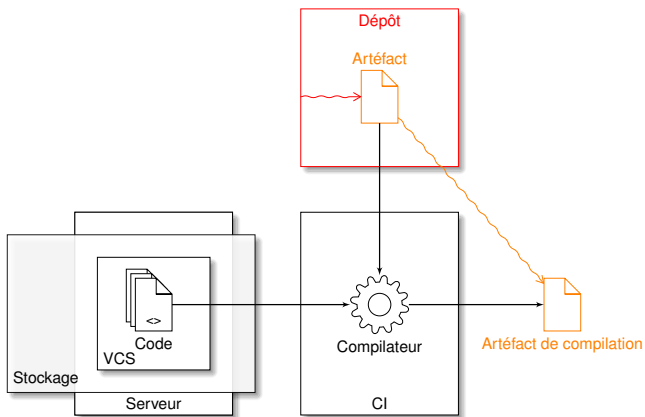 Dépôt
Artéfact
<>
Code
VCS
Stockage
Serveur
Compilateur
CI
Artéfact de compilation